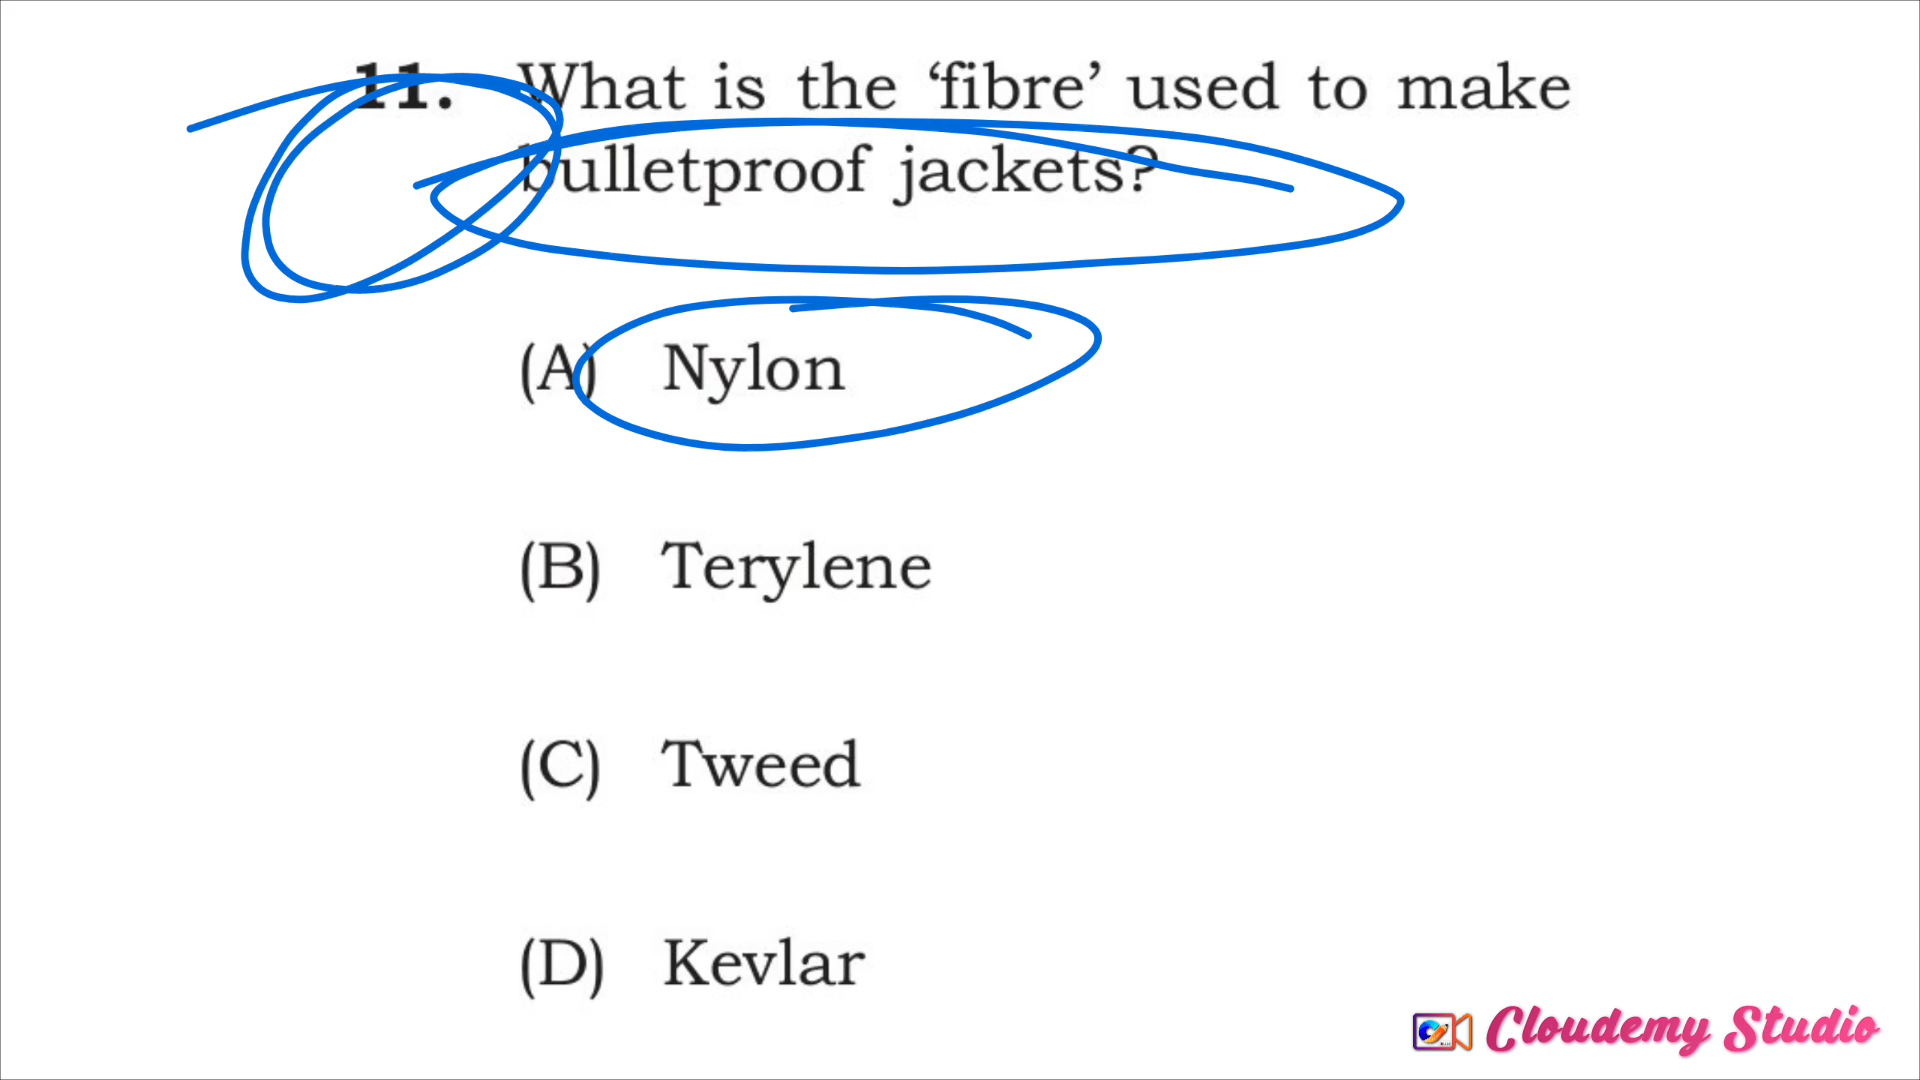 11. What is the ‘fibre’ used to make
bulletproof jackets?
(A) Nylon
(B) Terylene
(C) Tweed
(D) Kevlar
Cloudemy Studio